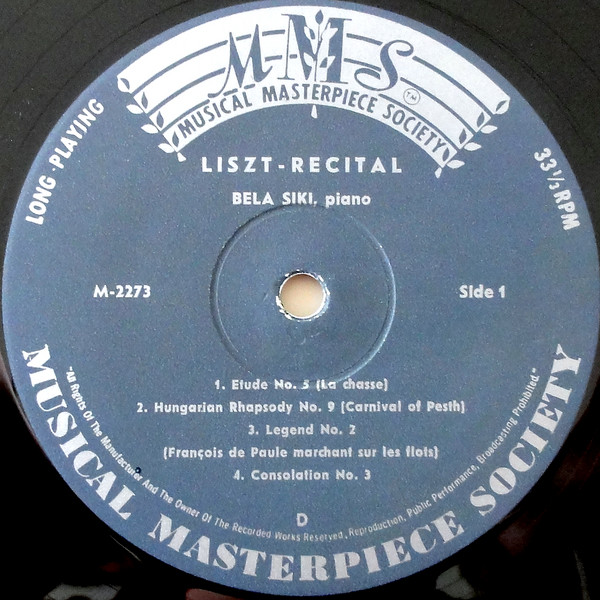 MMS
MUSICAL MASTERPIECE SOCIETY
TM
LONG-PLAYING
33 1/3 RPM
LISZT-RECITAL
BELA SIKI, piano
M-2273
Side 1
1. Etude No. 5 (La chasse)
2. Hungarian Rhapsody No. 9 (Carnival of Pesth)
3. Legend No. 2
(François de Paule marchant sur les flots)
4. Consolation No. 3
D
"All Rights Of The Manufacturer And The Owner Of The Recorded Works Reserved, Reproduction, Public Performance, Broadcasting Prohibited."
MUSICAL MASTERPIECE SOCIETY